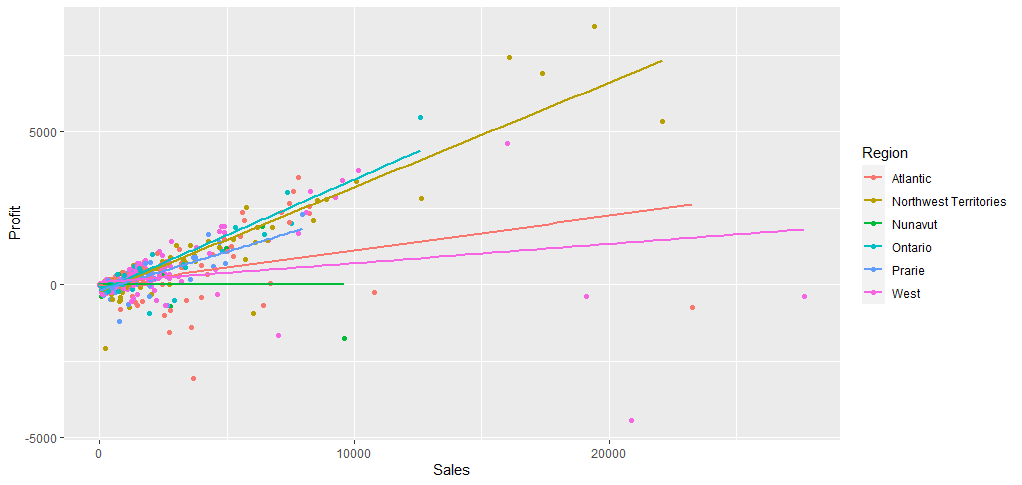 Profit
5000
0
-5000
0
10000
20000
Sales
Region
Atlantic
Northwest Territories
Nunavut
Ontario
Prarie
West